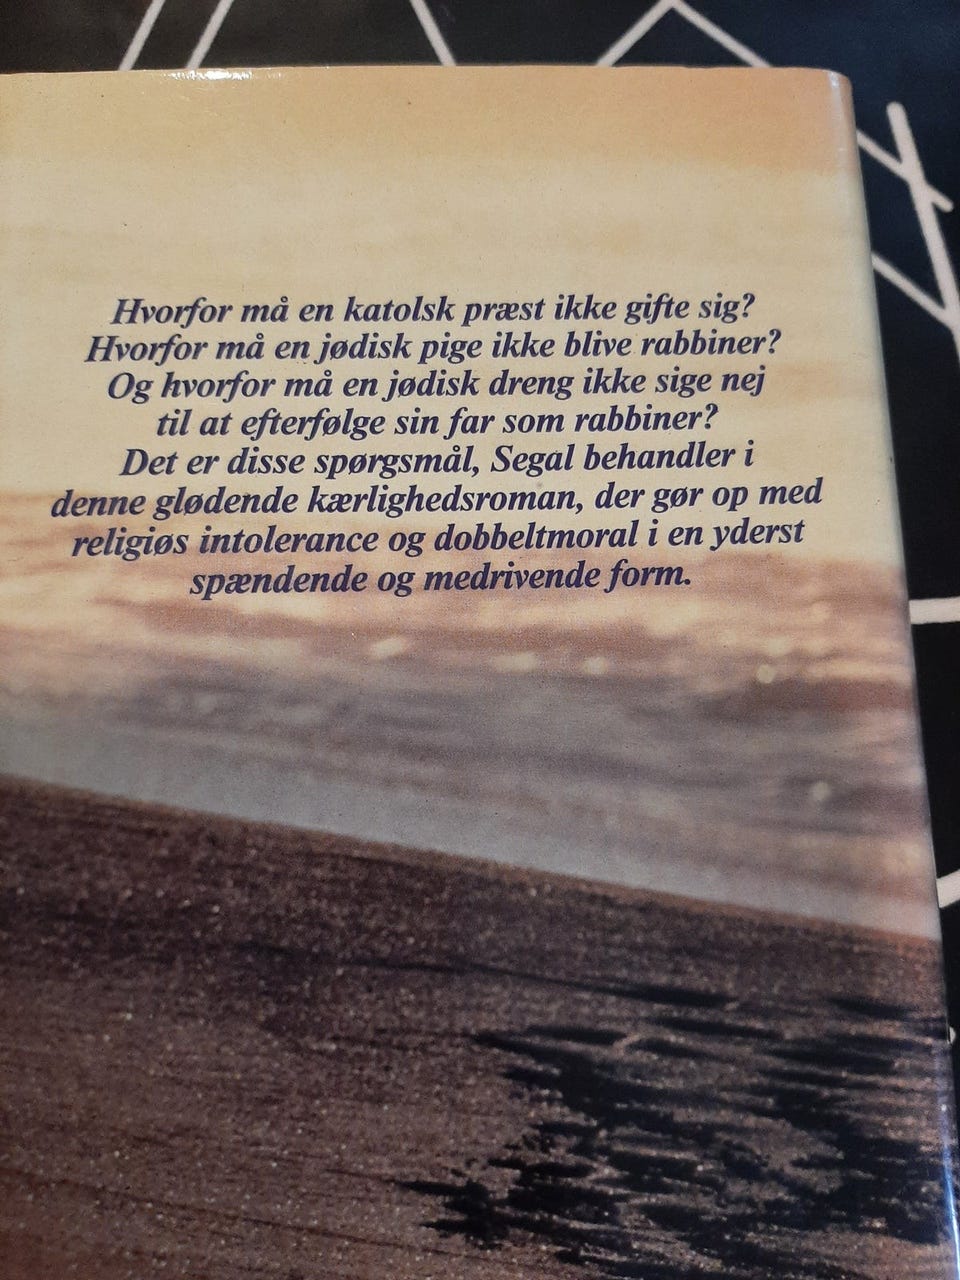 Hvorfor må en katolsk præst ikke gifte sig?
Hvorfor må en jødisk pige ikke blive rabbiner?
Og hvorfor må en jødisk dreng ikke sige nej
til at efterfølge sin far som rabbiner?
Det er disse spørgsmål, Segal behandler i
denne glødende kærlighedsroman, der gør op med
religiøs intolerance og dobbeltmoral i en yderst
spændende og medrivende form.